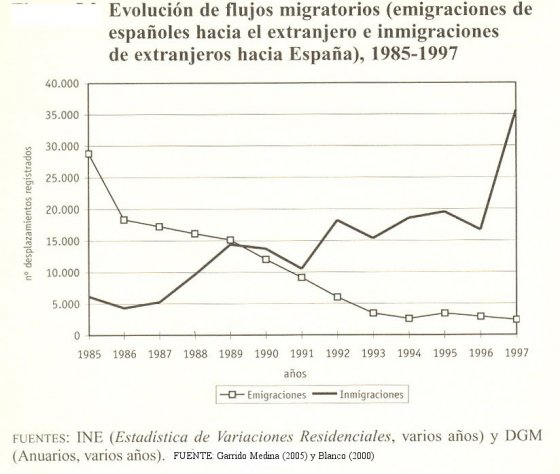 Evolución de flujos migratorios (emigraciones de
españoles hacia el extranjero e inmigraciones
de extranjeros hacia España), 1985-1997
nº desplazamientos registrados
40.000
35.000
30.000
25.000
20.000
15.000
10.000
5.000
0
1985 1986 1987 1988 1989 1990 1991 1992 1993 1994 1995 1996 1997
años
Emigraciones Inmigraciones
FUENTES: INE (Estadística de Variaciones Residenciales, varios años) y DGM
(Anuarios, varios años). FUENTE: Garrido Medina (2005) y Blanco (2000)